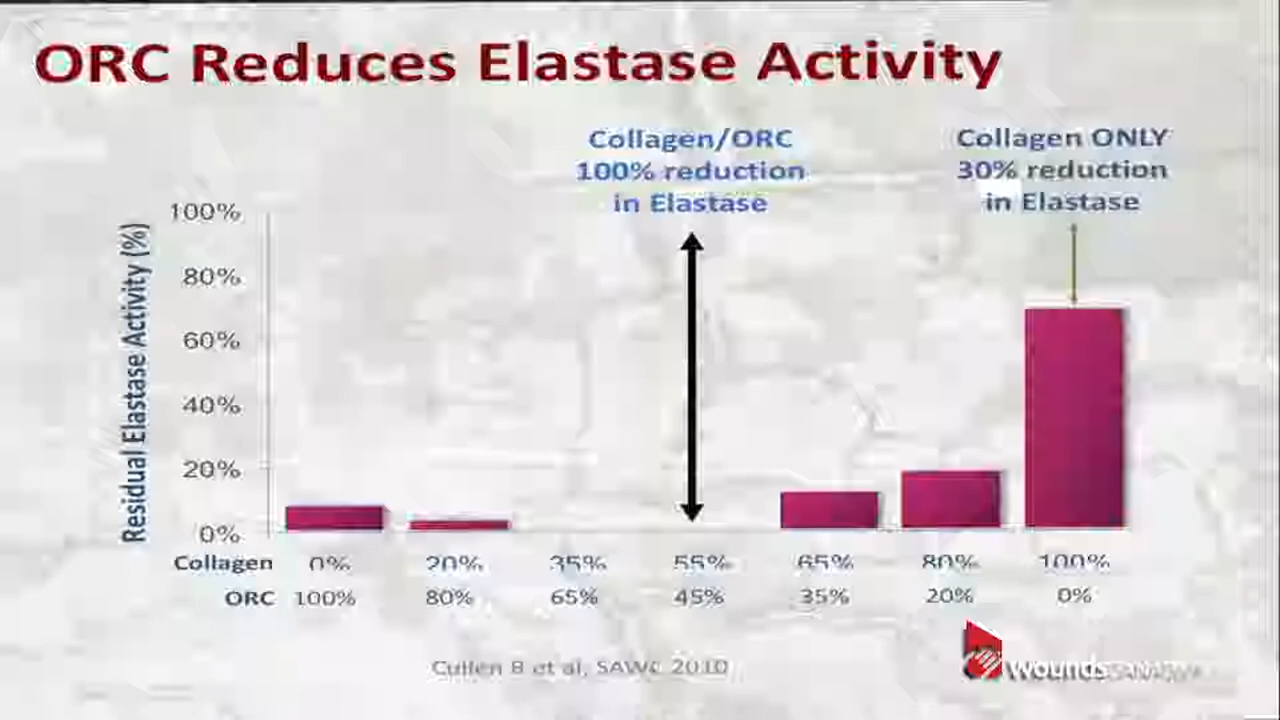 ORC Reduces Elastase Activity
Collagen/ORC
100% reduction
in Elastase
Collagen ONLY
30% reduction
in Elastase
Residual Elastase Activity (%)
100%
80%
60%
40%
20%
0%
Collagen 0% 20% 35% 55% 65% 80% 100%
ORC 100% 80% 65% 45% 35% 20% 0%
Cullen B et al, SAWC 2010
Wounds